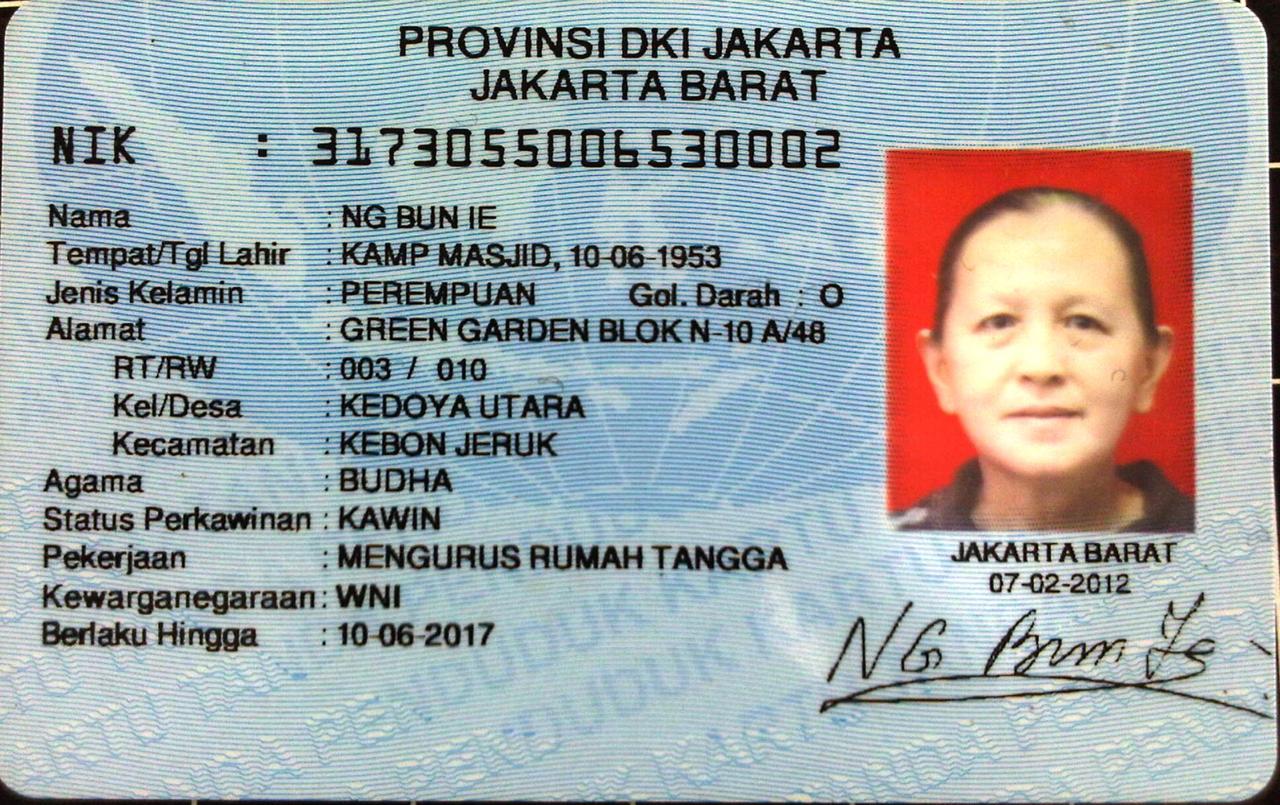 PROVINSI DKI JAKARTA
JAKARTA BARAT
NIK : 3173055006530002
Nama : NG BUN IE
Tempat/Tgl Lahir : KAMP MASJID, 10-06-1953
Jenis Kelamin : PEREMPUAN Gol. Darah : O
Alamat : GREEN GARDEN BLOK N-10 A/48
RT/RW : 003 / 010
Kel/Desa : KEDOYA UTARA
Kecamatan : KEBON JERUK
Agama : BUDHA
Status Perkawinan : KAWIN
Pekerjaan : MENGURUS RUMAH TANGGA
Kewarganegaraan : WNI
Berlaku Hingga : 10-06-2017
JAKARTA BARAT
07-02-2012
NG Bun Ie